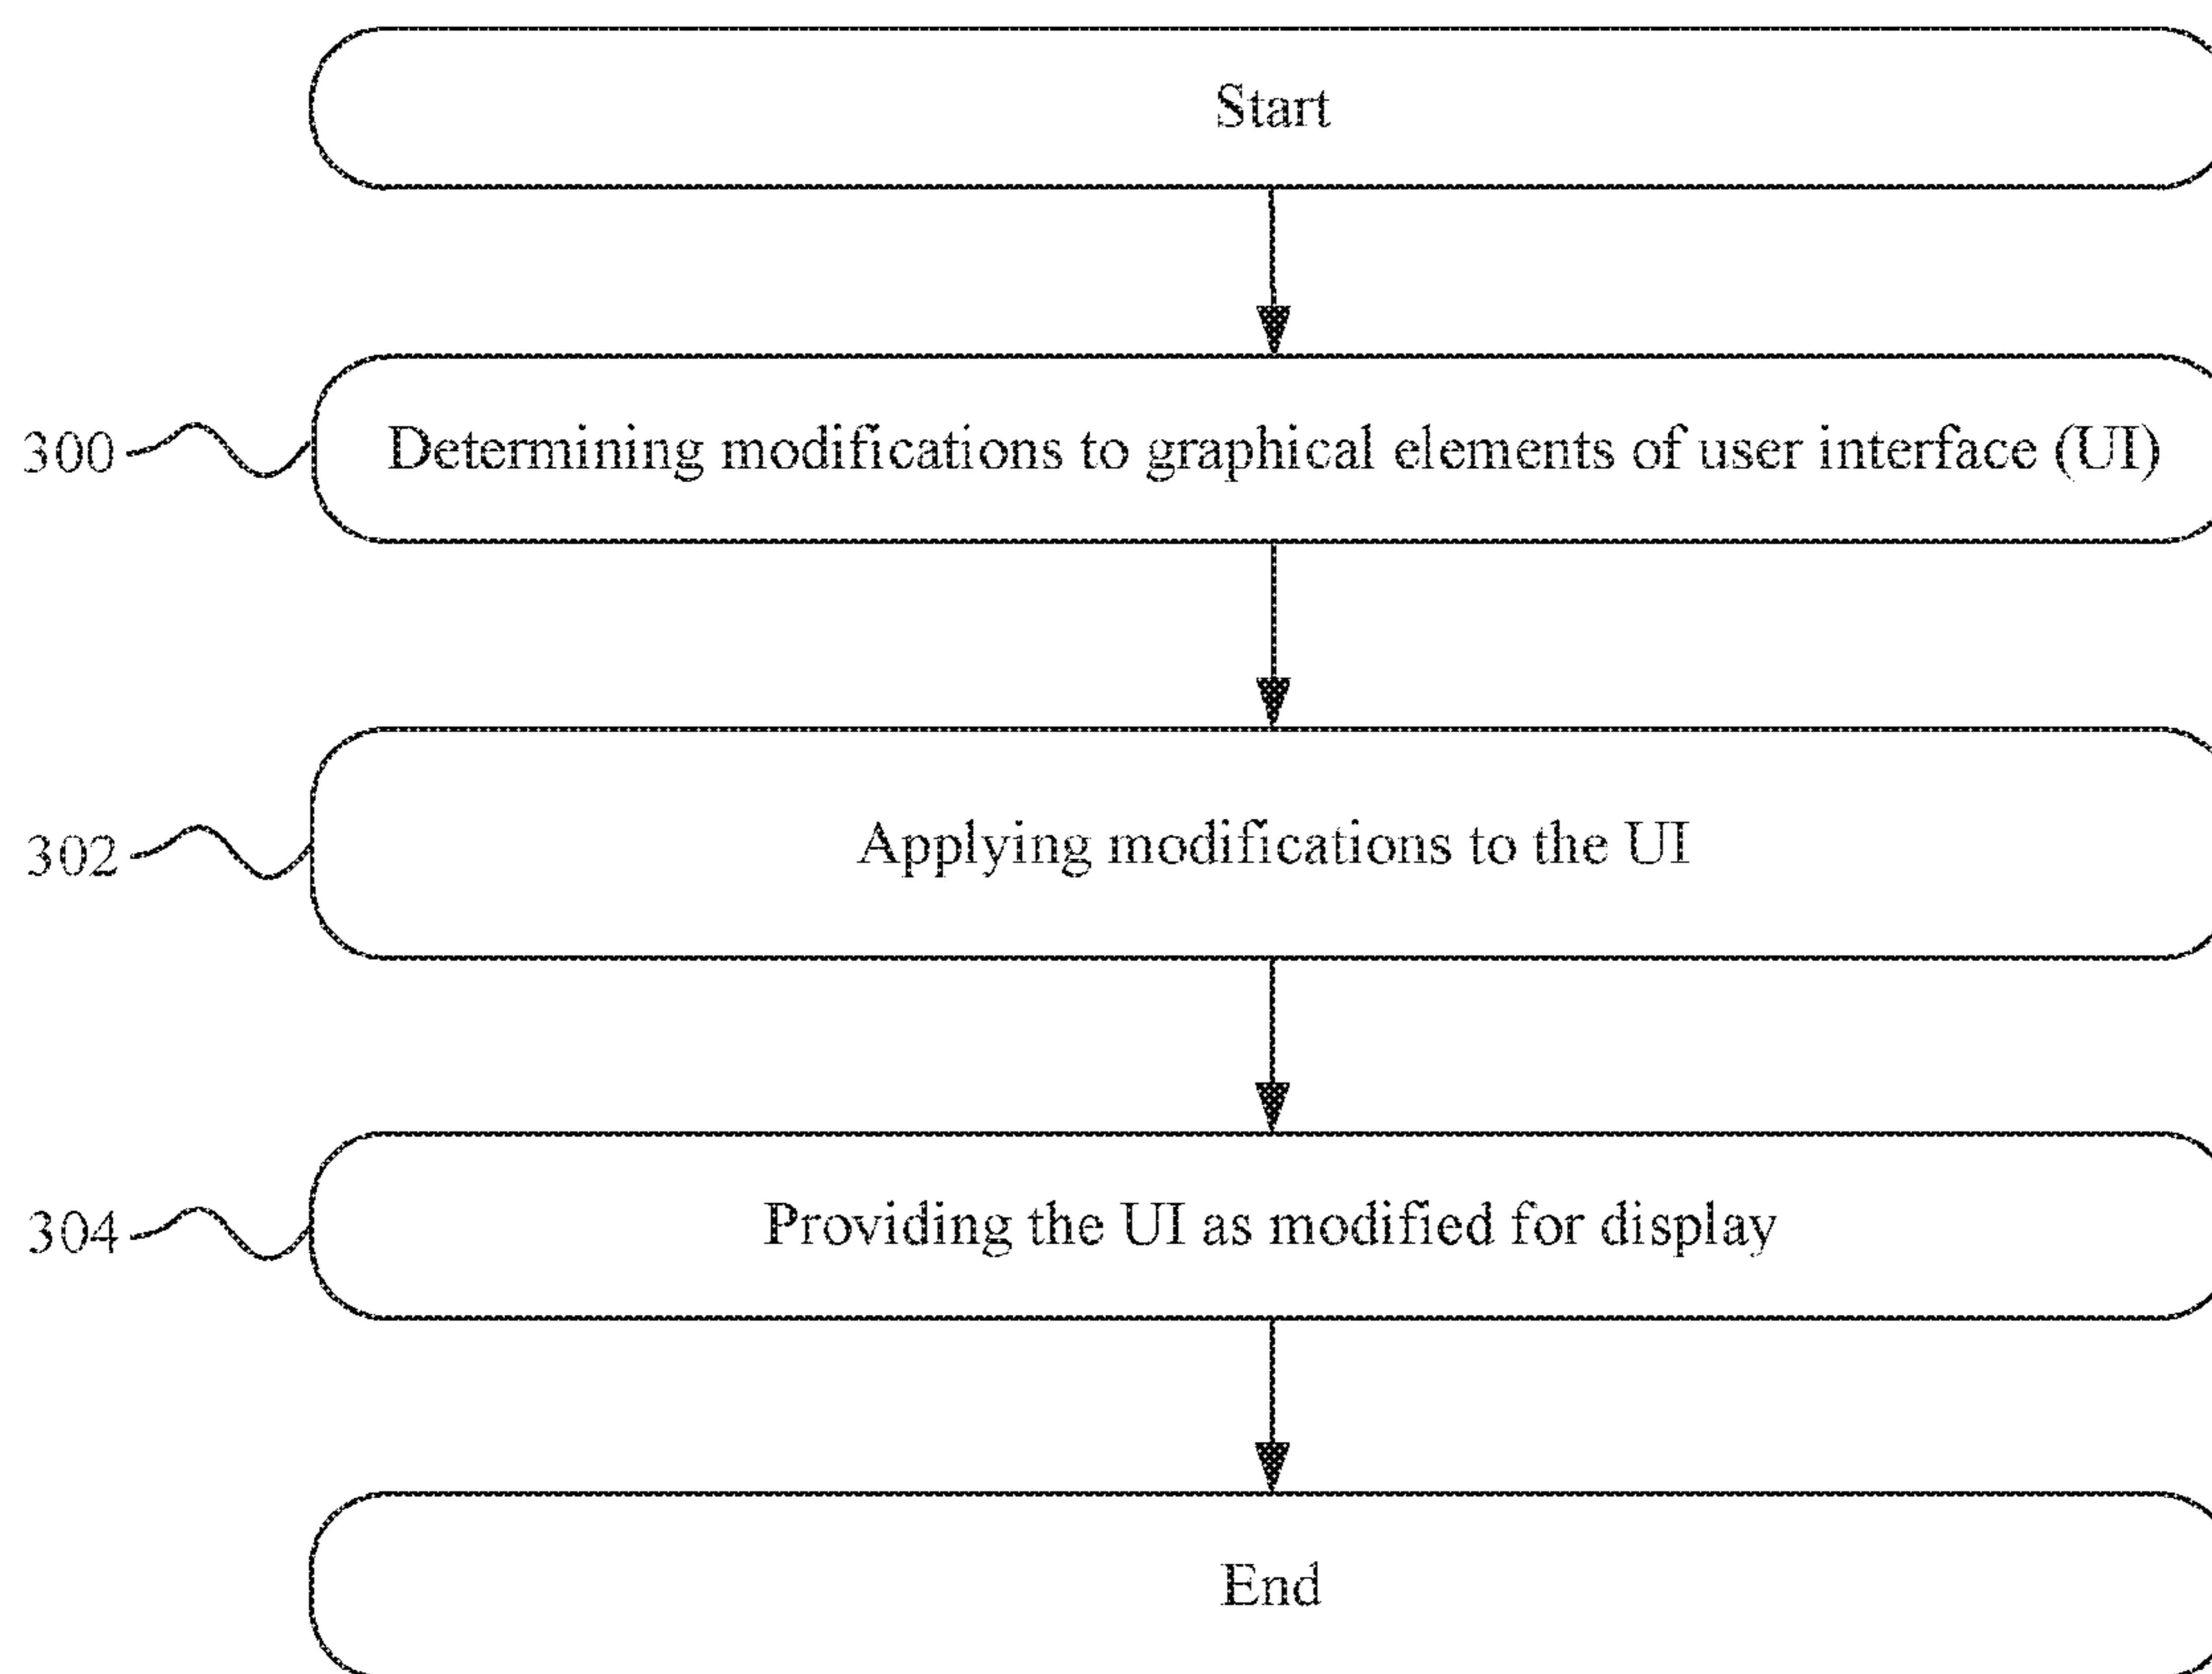 Start
300
Determining modifications to graphical elements of user interface (UI)
302
Applying modifications to the UI
304
Providing the UI as modified for display
End